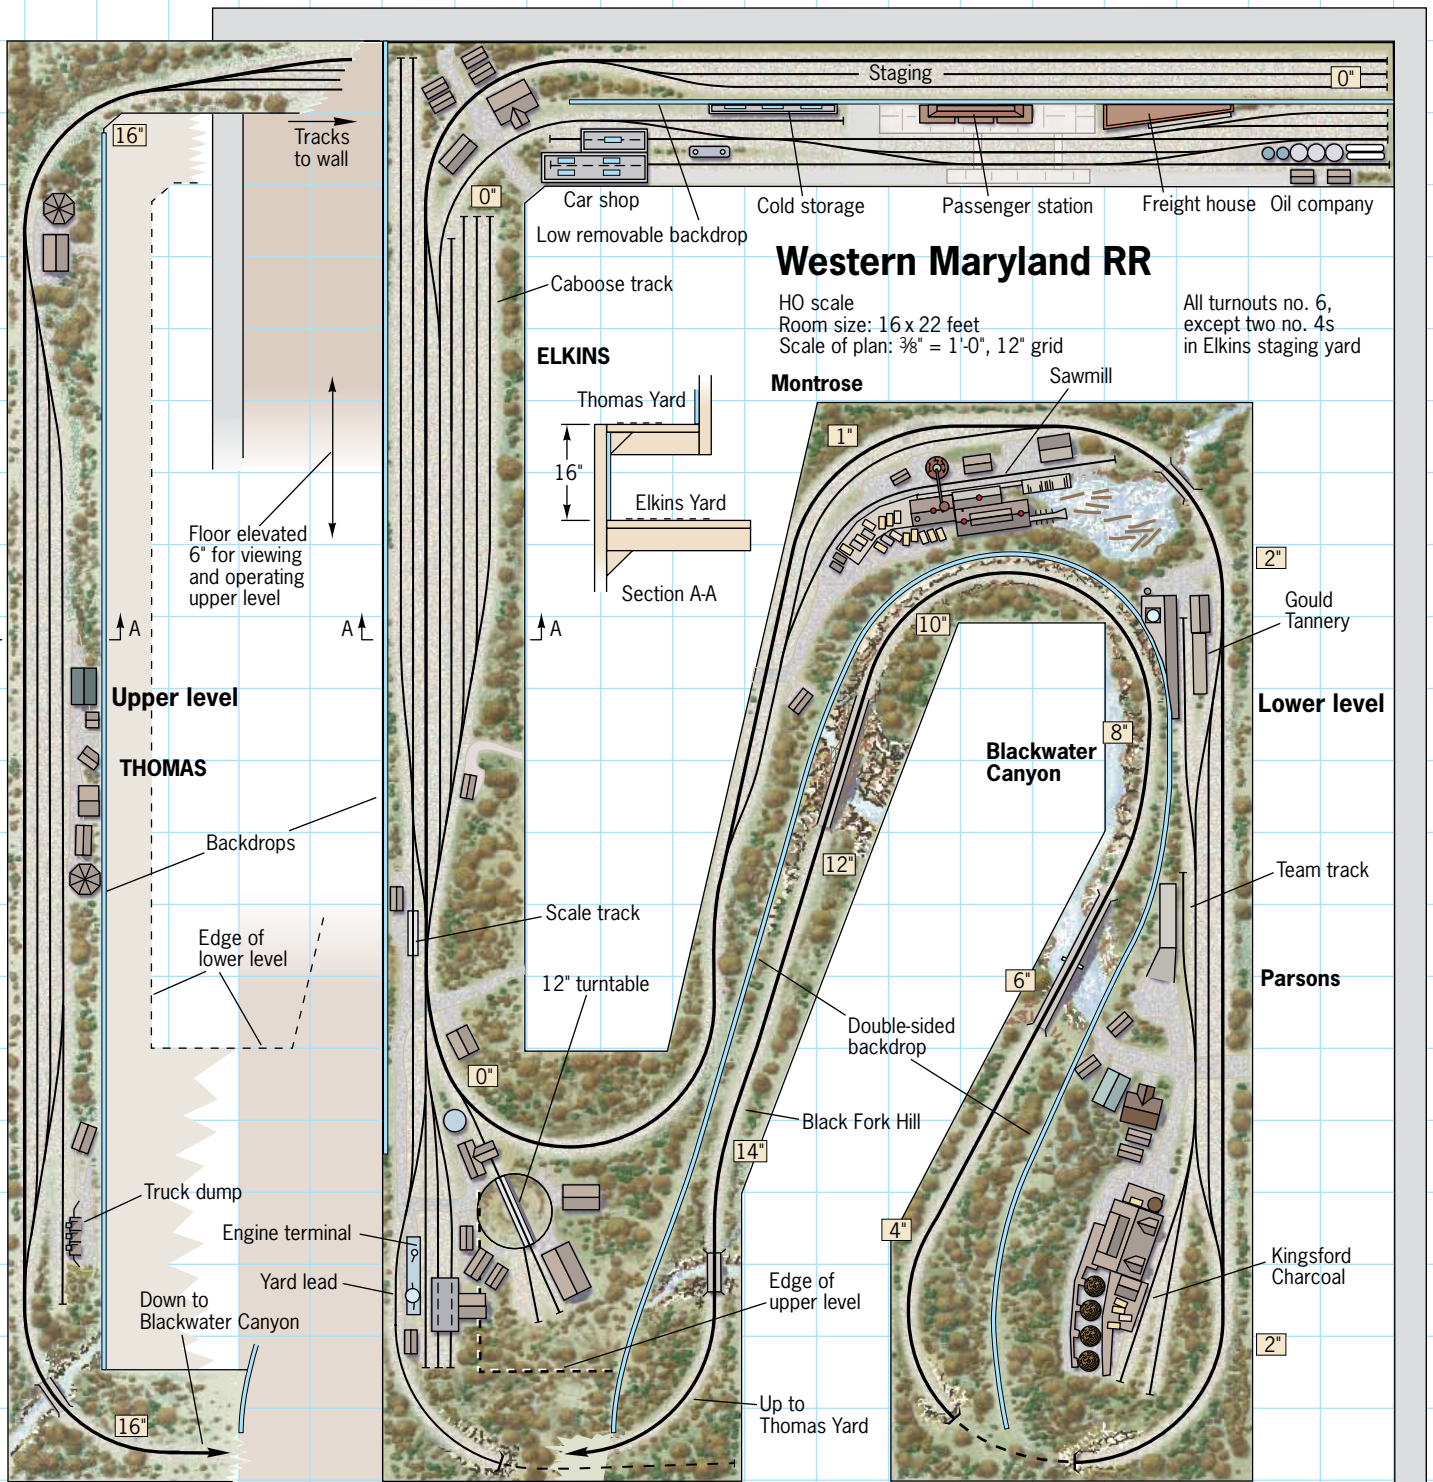 Staging
0"
16"
Tracks
to wall
0"
Car shop
Cold storage
Passenger station
Freight house
Oil company
Low removable backdrop
Western Maryland RR
HO scale
Room size: 16 x 22 feet
Scale of plan: ⅜" = 1'-0", 12" grid
All turnouts no. 6,
except two no. 4s
in Elkins staging yard
Caboose track
ELKINS
Montrose
Sawmill
Thomas Yard
16"
Elkins Yard
Section A-A
1"
Floor elevated
6" for viewing
and operating
upper level
2"
Gould
Tannery
A
A
A
10"
Upper level
Lower level
THOMAS
8"
Blackwater
Canyon
Backdrops
12"
Team track
Scale track
Edge of
lower level
12" turntable
6"
Parsons
Double-sided
backdrop
0"
Black Fork Hill
14"
Truck dump
Engine terminal
4"
Yard lead
Edge of
upper level
Kingsford
Charcoal
Down to
Blackwater Canyon
2"
16"
Up to
Thomas Yard